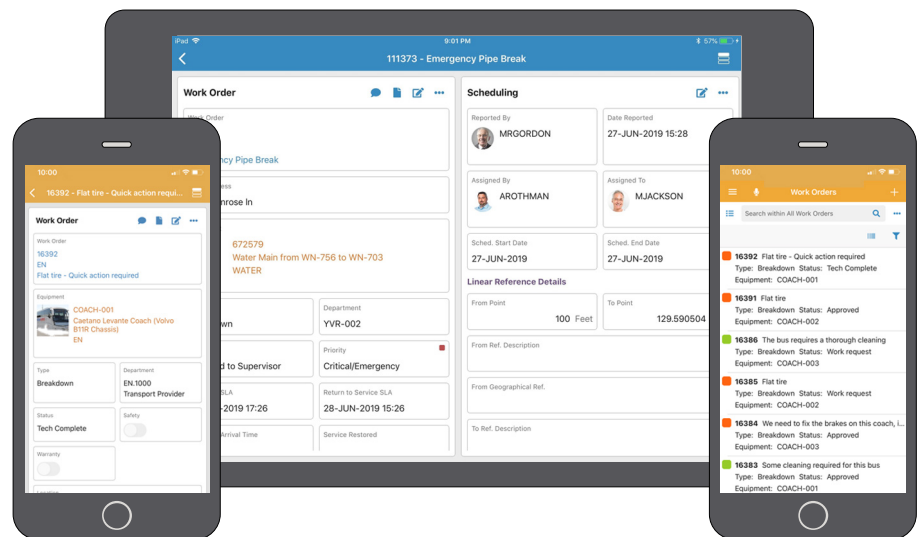 iPad
9:01 PM
57%
111373 - Emergency Pipe Break
Work Order
Work Order
cy Pipe Break
ess
nrose ln
672579
Water Main from WN-756 to WN-703
WATER
wn
Department
YVR-002
d to Supervisor
Priority
Critical/Emergency
SLA
-2019 17:26
Return to Service SLA
28-JUN-2019 15:26
Arrival Time
Service Restored
Scheduling
Reported By
MRGORDON
Date Reported
27-JUN-2019 15:28
Assigned By
AROTHMAN
Assigned To
MJACKSON
Sched. Start Date
27-JUN-2019
Sched. End Date
27-JUN-2019
Linear Reference Details
From Point
100 Feet
To Point
129.590504
From Ref. Description
From Geographical Ref.
To Ref. Description
10:00
16392 - Flat tire - Quick action requi...
Work Order
Work Order
16392
EN
Flat tire - Quick action required
Equipment
COACH-001
Caetano Levante Coach (Volvo
B11R Chassis)
EN
Type
Breakdown
Department
EN.1000
Transport Provider
Status
Tech Complete
Safety
Warranty
Location
10:00
Work Orders
Search within All Work Orders
16392 Flat tire - Quick action required
Type: Breakdown Status: Tech Complete
Equipment: COACH-001
16391 Flat tire
Type: Breakdown Status: Approved
Equipment: COACH-002
16386 The bus requires a thorough cleaning
Type: Breakdown Status: Work request
Equipment: COACH-003
16385 Flat tire
Type: Breakdown Status: Work request
Equipment: COACH-002
16384 We need to fix the brakes on this coach, i...
Type: Breakdown Status: Approved
Equipment: COACH-003
16383 Some cleaning required for this bus
Type: Breakdown Status: Approved
Equipment: COACH-001